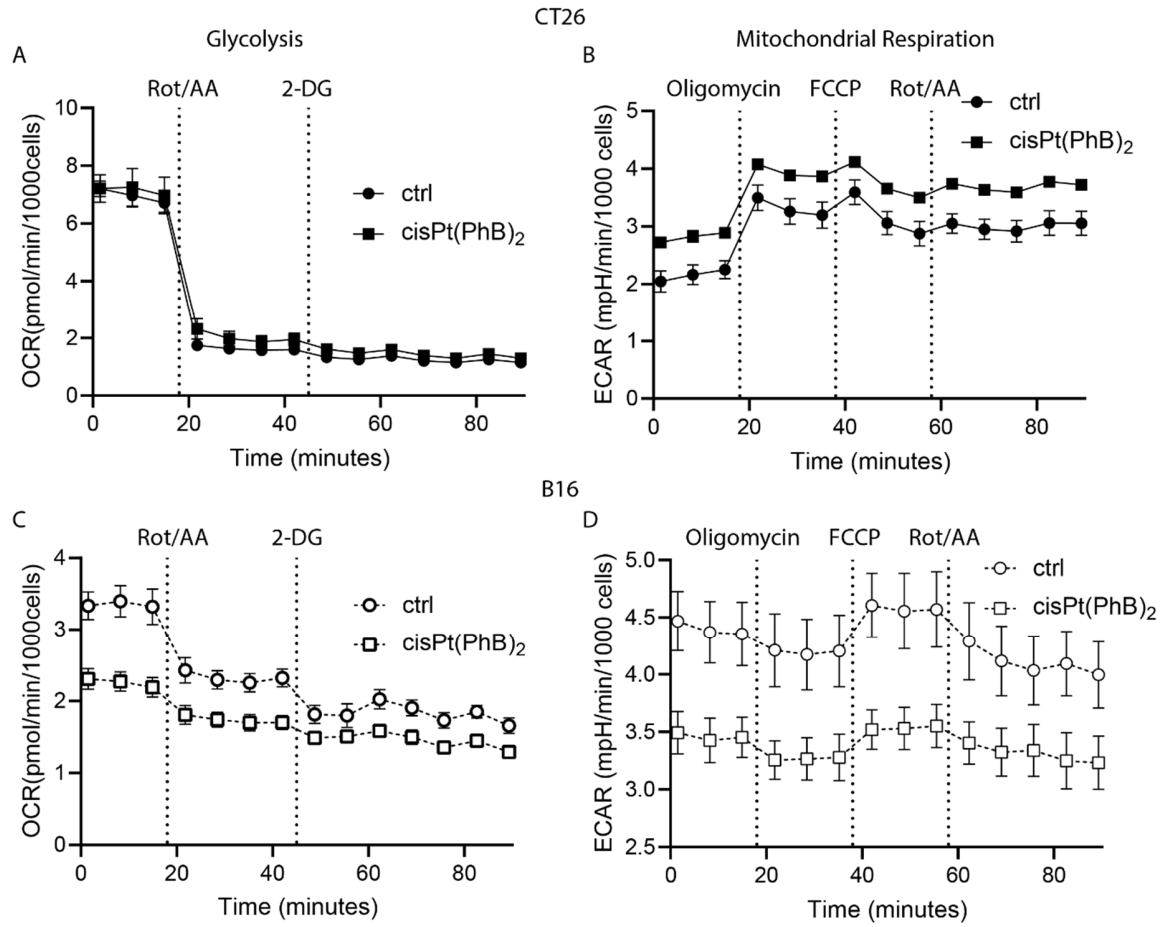 CT26
Glycolysis
Mitochondrial Respiration
A
Rot/AA
2-DG
OCR(pmol/min/1000cells)
10
8
6
4
2
0
0 20 40 60 80
Time (minutes)
ctrl
cisPt(PhB)2
B
Oligomycin
FCCP
Rot/AA
ctrl
cisPt(PhB)2
ECAR (mpH/min/1000 cells)
5
4
3
2
1
0
0 20 40 60 80
Time (minutes)
B16
C
Rot/AA
2-DG
OCR(pmol/min/1000cells)
4
3
2
1
0
0 20 40 60 80
Time (minutes)
ctrl
cisPt(PhB)2
D
Oligomycin
FCCP
Rot/AA
ctrl
cisPt(PhB)2
ECAR (mpH/min/1000 cells)
5.0
4.5
4.0
3.5
3.0
2.5
0 20 40 60 80
Time (minutes)